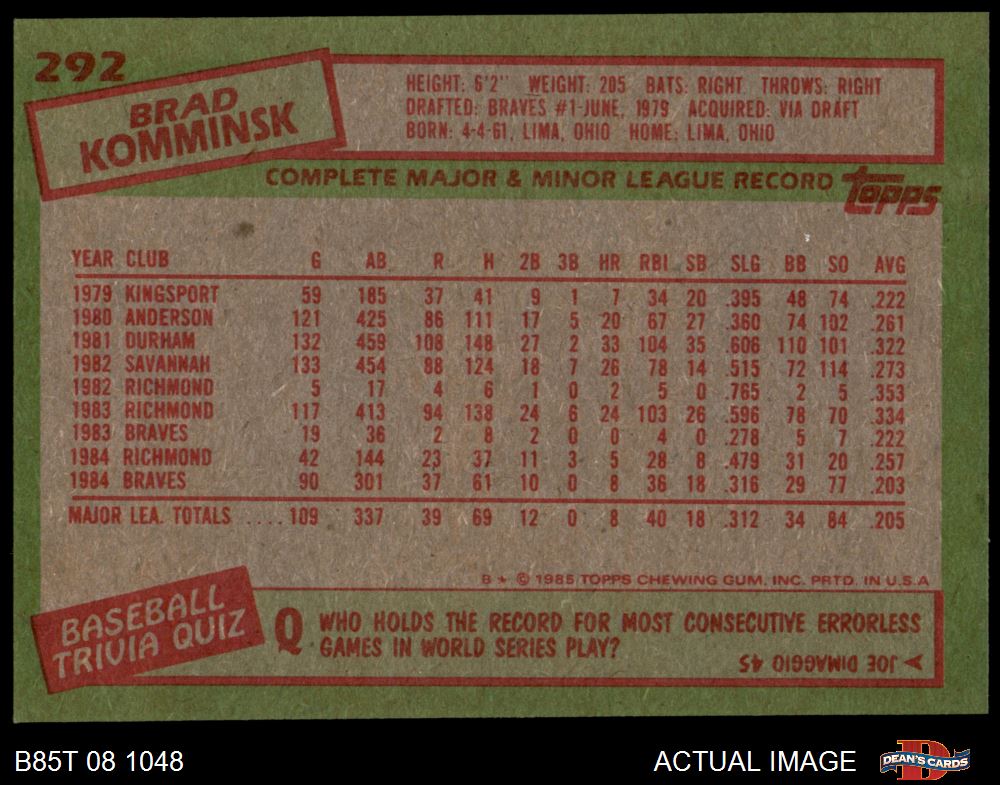 292
BRAD
KOMMINSK
HEIGHT: 6'2" WEIGHT: 205 BATS: RIGHT THROWS: RIGHT
DRAFTED: BRAVES #1-JUNE, 1979 ACQUIRED: VIA DRAFT
BORN: 4-4-61, LIMA, OHIO HOME: LIMA, OHIO
COMPLETE MAJOR & MINOR LEAGUE RECORD topps
YEAR CLUB G AB R H 2B 3B HR RBI SB SLG BB SO AVG
1979 KINGSPORT 59 185 37 41 9 1 7 34 20 .395 48 74 .222
1980 ANDERSON 121 425 86 111 17 5 20 67 27 .360 74 102 .261
1981 DURHAM 132 459 108 148 27 2 33 104 35 .606 110 101 .322
1982 SAVANNAH 133 454 88 124 18 7 26 78 14 .515 72 114 .273
1982 RICHMOND 5 17 4 6 1 0 2 5 0 .765 2 5 .353
1983 RICHMOND 117 413 94 138 24 6 24 103 26 .596 78 70 .334
1983 BRAVES 19 36 2 8 2 0 0 4 0 .278 5 7 .222
1984 RICHMOND 42 144 23 37 11 3 5 28 8 .479 31 20 .257
1984 BRAVES 90 301 37 61 10 0 8 36 18 .316 29 77 .203
MAJOR LEA. TOTALS .... 109 337 39 69 12 0 8 40 18 .312 34 84 .205
B * © 1985 TOPPS CHEWING GUM, INC. PRTD. IN U.S.A
BASEBALL
TRIVIA QUIZ
Q WHO HOLDS THE RECORD FOR MOST CONSECUTIVE ERRORLESS
GAMES IN WORLD SERIES PLAY?
JOE DIMAGGIO 45
B85T 08 1048
ACTUAL IMAGE
DEAN'S CARDS